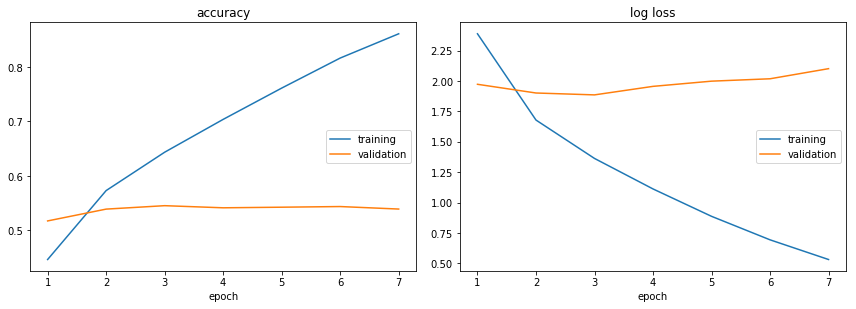 accuracy
0.8
0.7
0.6
0.5
training
validation
1 2 3 4 5 6 7
epoch
log loss
2.25
2.00
1.75
1.50
1.25
1.00
0.75
0.50
training
validation
1 2 3 4 5 6 7
epoch